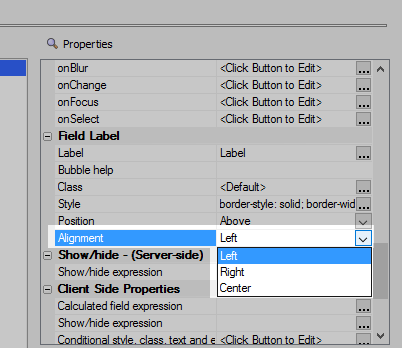 Properties
onBlur <Click Button to Edit> ...
onChange <Click Button to Edit> ...
onFocus <Click Button to Edit> ...
onSelect <Click Button to Edit> ...
Field Label
Label Label ...
Bubble help
Class <Default> ...
Style border-style: solid; border-wid ...
Position Above
Alignment Left
Left
Show/hide - (Server-side)
Right
Show/hide expression
Center
Client Side Properties
Calculated field expression ...
Show/hide expression ...
Conditional style, class, text and e <Click Button to Edit> ...